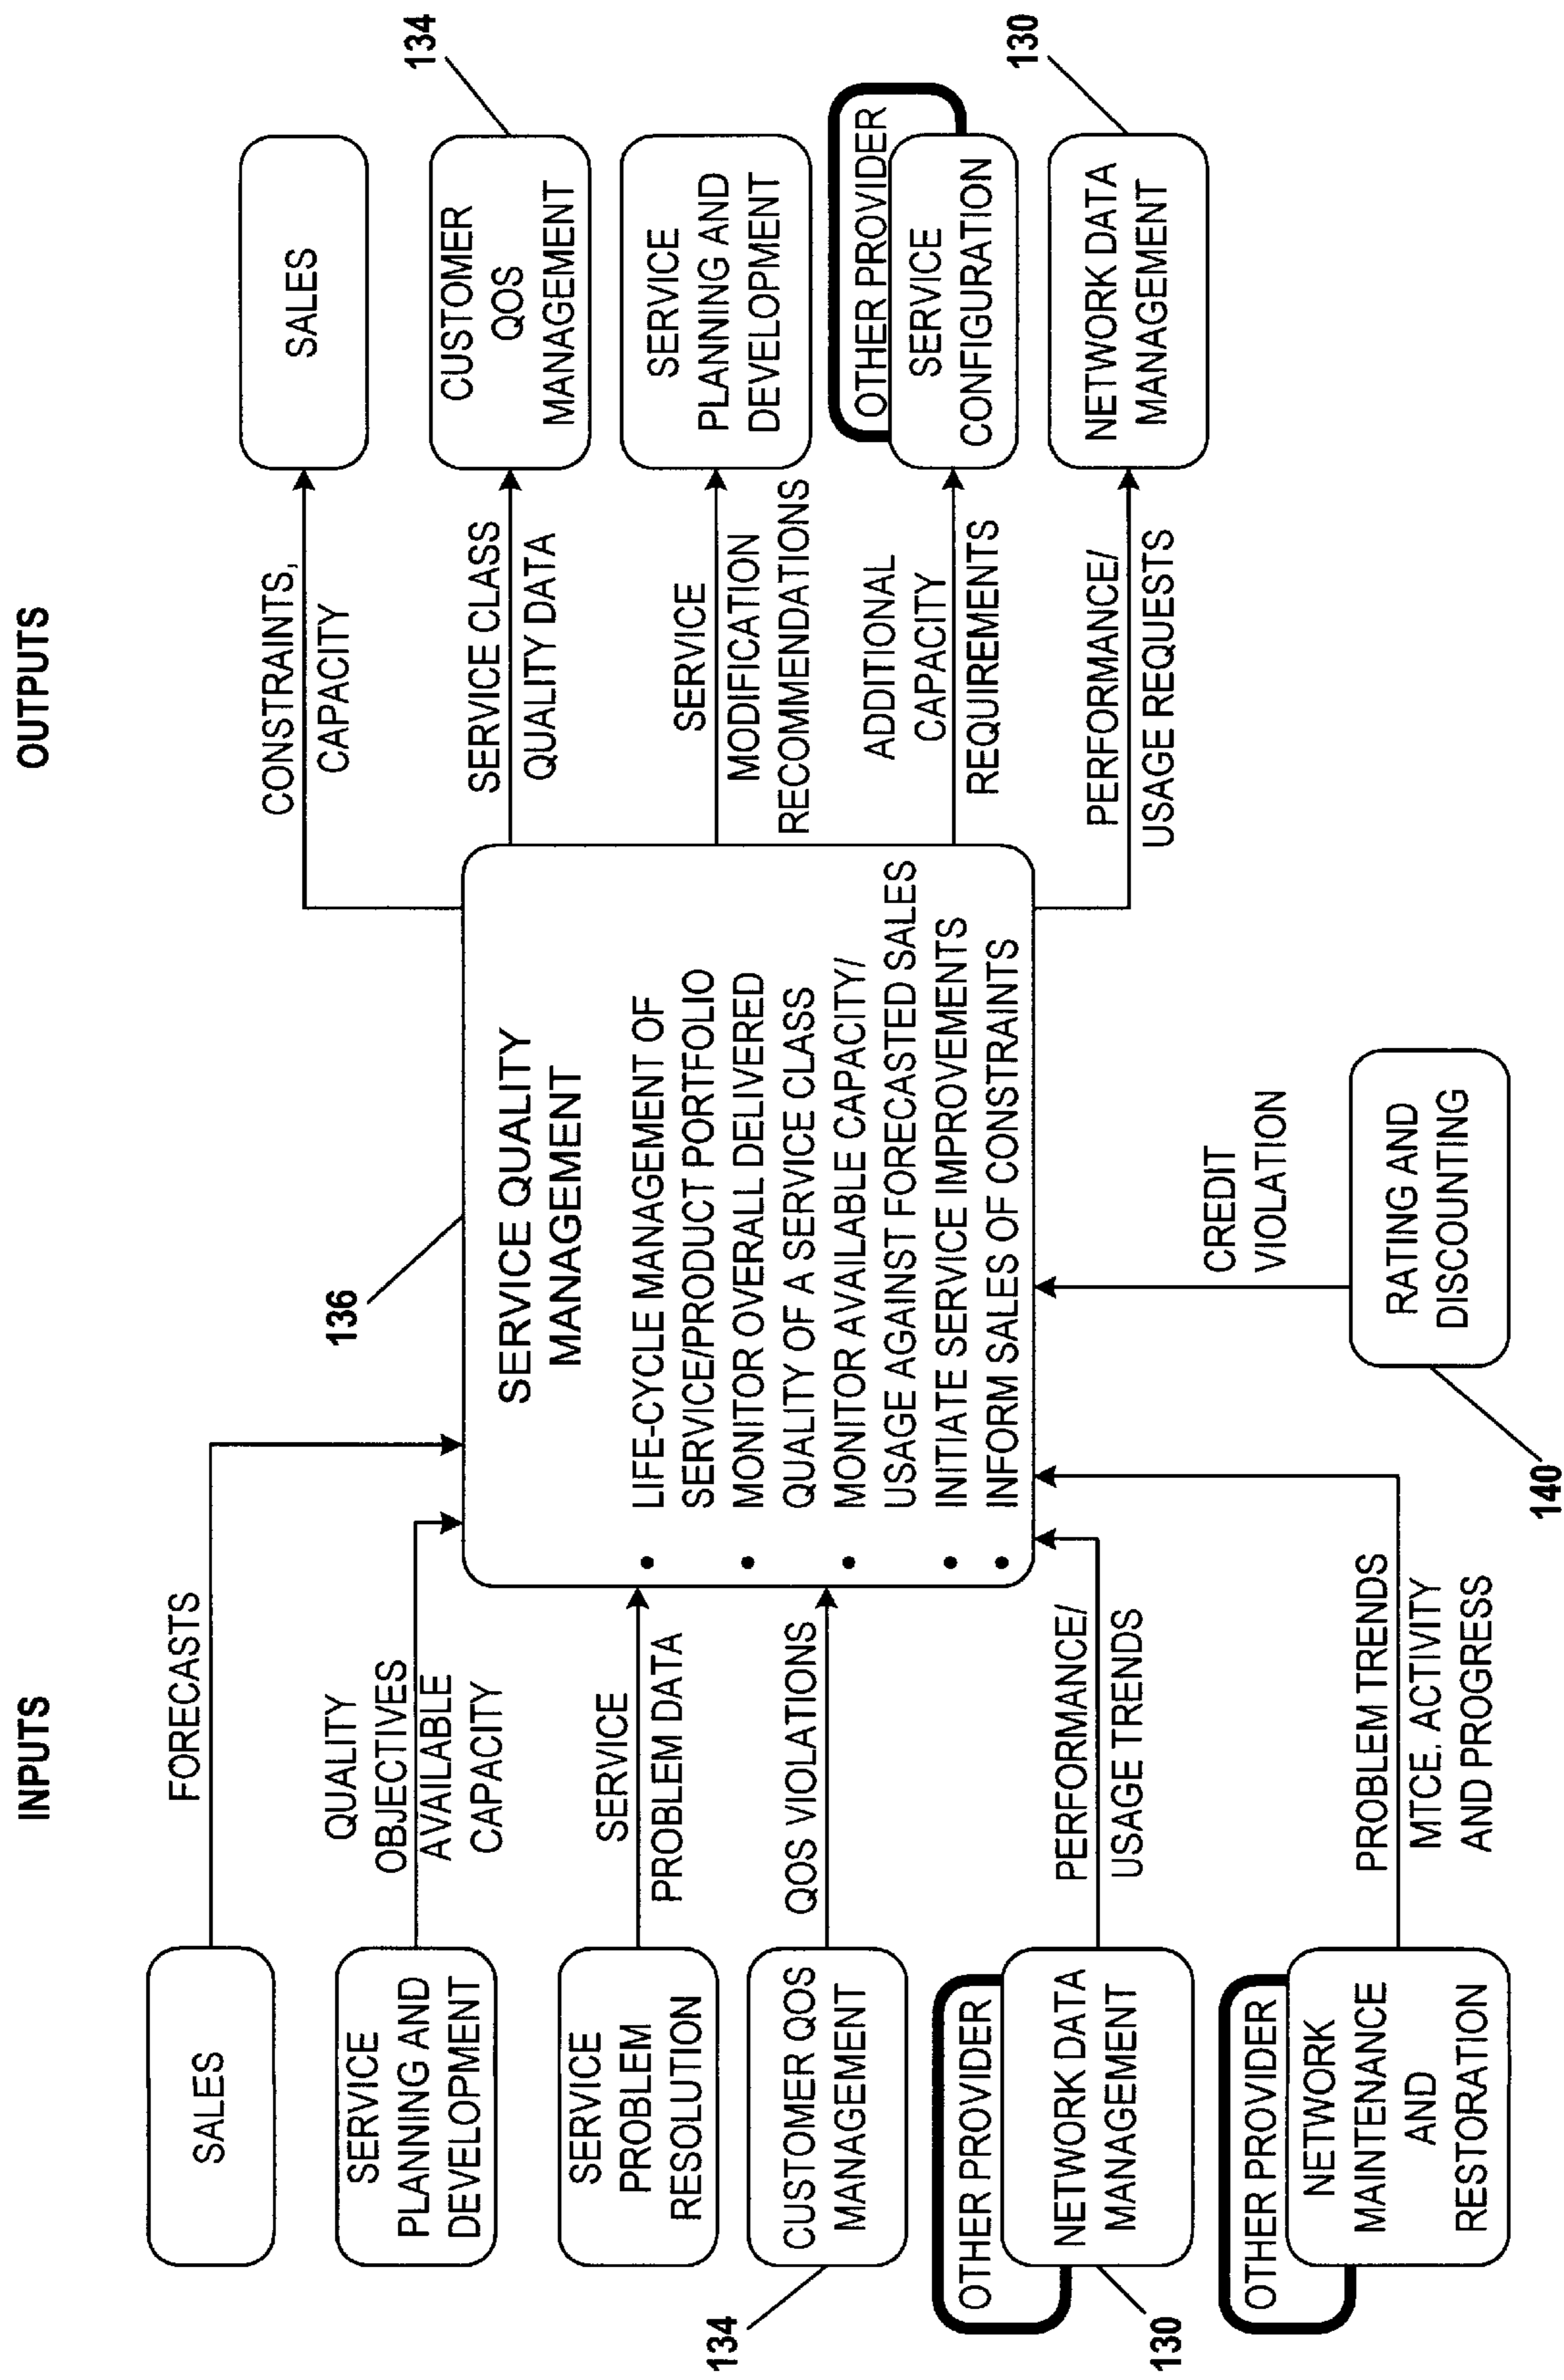 INPUTS
OUTPUTS
SALES
FORECASTS
SERVICE
PLANNING AND
DEVELOPMENT
QUALITY
OBJECTIVES
AVAILABLE
CAPACITY
SERVICE
PROBLEM
RESOLUTION
SERVICE
PROBLEM DATA
CUSTOMER QOS
MANAGEMENT
134
QOS VIOLATIONS
OTHER PROVIDER
NETWORK DATA
MANAGEMENT
130
PERFORMANCE/
USAGE TRENDS
OTHER PROVIDER
NETWORK
MAINTENANCE
AND
RESTORATION
PROBLEM TRENDS
MTCE. ACTIVITY
AND PROGRESS
136
SERVICE QUALITY
MANAGEMENT
• LIFE-CYCLE MANAGEMENT OF
SERVICE/PRODUCT PORTFOLIO
• MONITOR OVERALL DELIVERED
QUALITY OF A SERVICE CLASS
• MONITOR AVAILABLE CAPACITY/
USAGE AGAINST FORECASTED SALES
• INITIATE SERVICE IMPROVEMENTS
• INFORM SALES OF CONSTRAINTS
CREDIT
VIOLATION
RATING AND
DISCOUNTING
140
CONSTRAINTS,
CAPACITY
SALES
SERVICE CLASS
QUALITY DATA
CUSTOMER
QOS
MANAGEMENT
134
SERVICE
MODIFICATION
RECOMMENDATIONS
SERVICE
PLANNING AND
DEVELOPMENT
ADDITIONAL
CAPACITY
REQUIREMENTS
OTHER PROVIDER
SERVICE
CONFIGURATION
PERFORMANCE/
USAGE REQUESTS
NETWORK DATA
MANAGEMENT
130